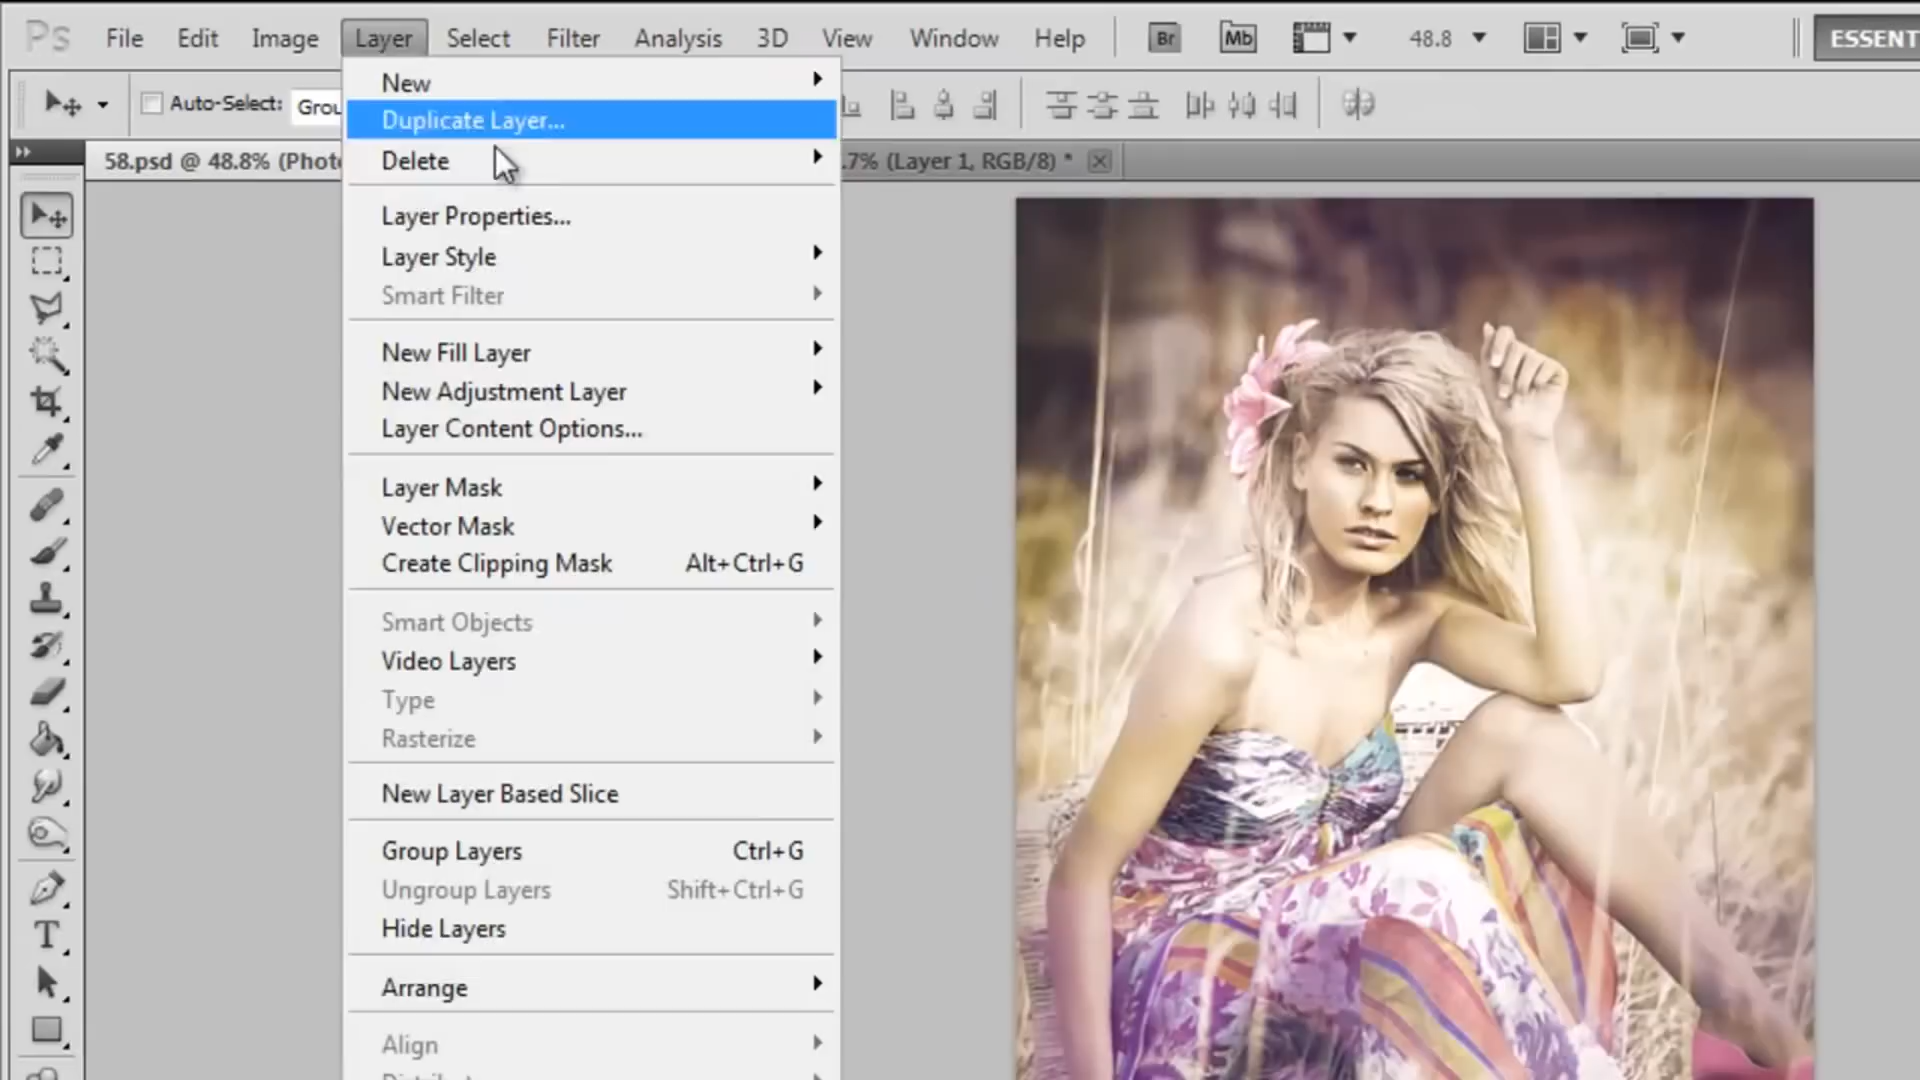 Ps File Edit Image Layer Select Filter Analysis 3D View Window Help Br Mb 48.8 ESSENT
Auto-Select: Grou
58.psd @ 48.8% (Phot .7% (Layer 1, RGB/8) *
New
Duplicate Layer...
Delete
Layer Properties...
Layer Style
Smart Filter
New Fill Layer
New Adjustment Layer
Layer Content Options...
Layer Mask
Vector Mask
Create Clipping Mask Alt+Ctrl+G
Smart Objects
Video Layers
Type
Rasterize
New Layer Based Slice
Group Layers Ctrl+G
Ungroup Layers Shift+Ctrl+G
Hide Layers
Arrange
Align
T